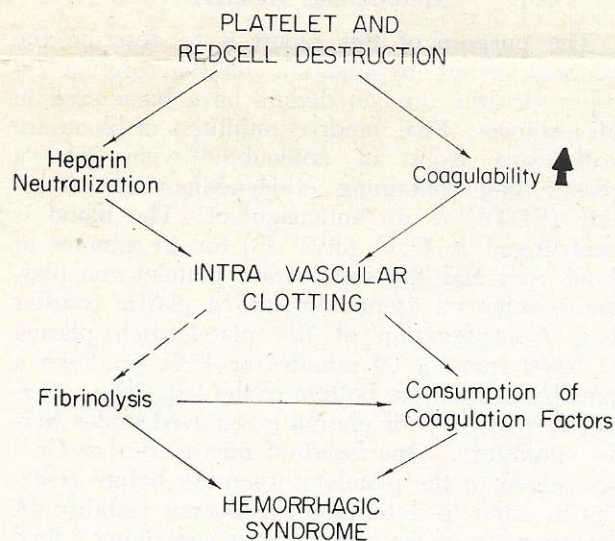 PLATELET AND
REDCELL DESTRUCTION
Heparin
Neutralization
Coagulability
INTRA VASCULAR
CLOTTING
Fibrinolysis
Consumption of
Coagulation Factors
HEMORRHAGIC
SYNDROME